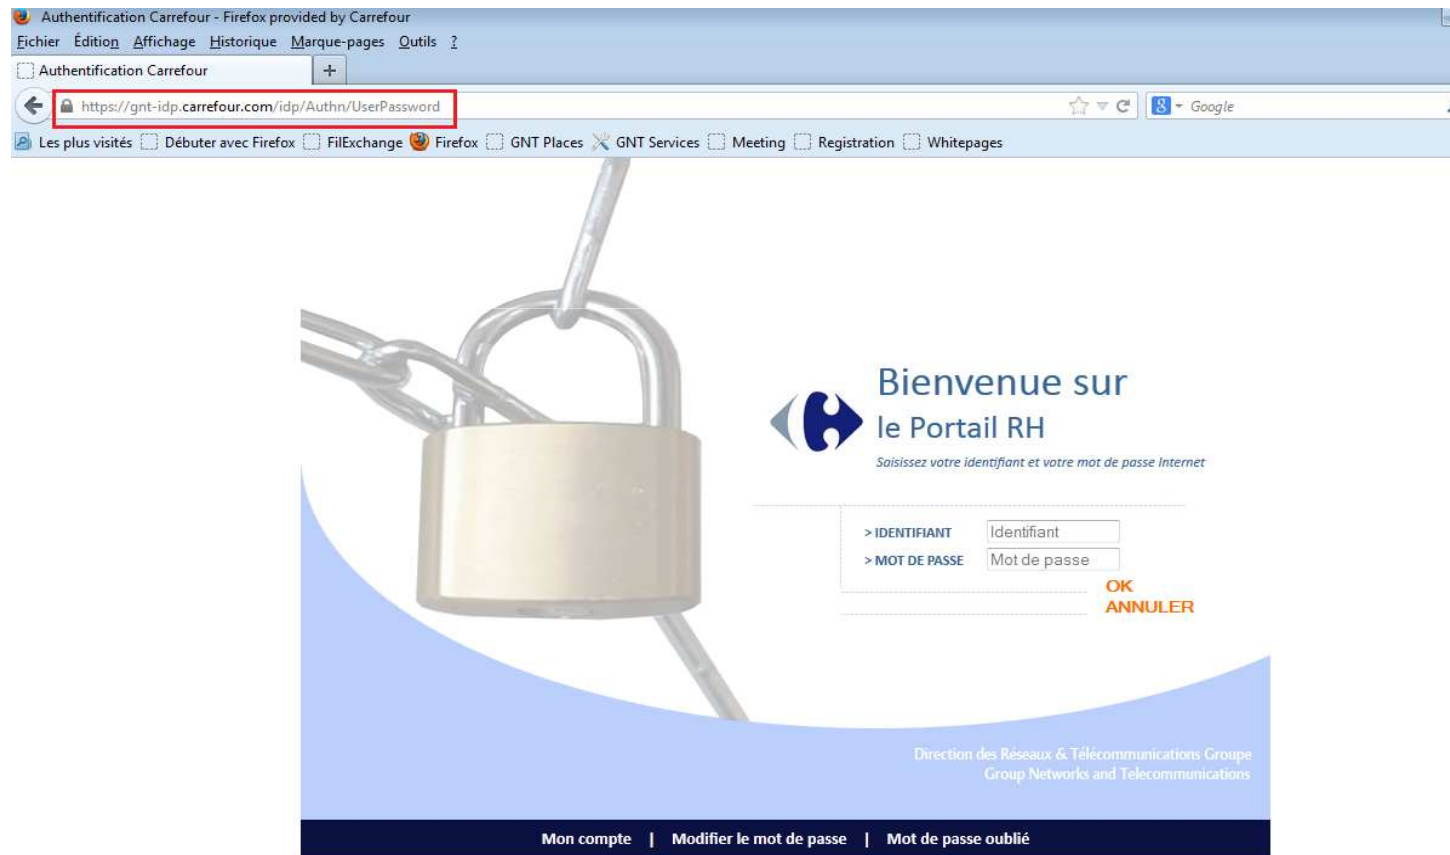 Authentification Carrefour - Firefox provided by Carrefour
Fichier Édition Affichage Historique Marque-pages Outils ?
Authentification Carrefour +
https://gnt-idp.carrefour.com/idp/Authn/UserPassword Google
Les plus visités Débuter avec Firefox FilExchange Firefox GNT Places GNT Services Meeting Registration Whitepages
Bienvenue sur
le Portail RH
Saisissez votre identifiant et votre mot de passe Internet
> IDENTIFIANT Identifiant
> MOT DE PASSE Mot de passe
OK
ANNULER
Direction des Réseaux & Télécommunications Groupe
Group Networks and Telecommunications
Mon compte | Modifier le mot de passe | Mot de passe oublié